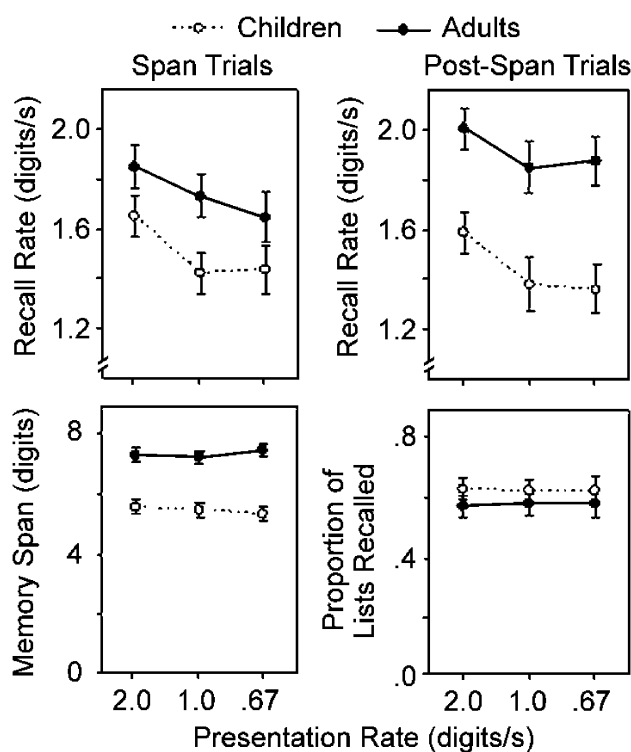 Children Adults
Span Trials
Post-Span Trials
Recall Rate (digits/s)
2.0
1.6
1.2
Recall Rate (digits/s)
2.0
1.6
1.2
Memory Span (digits)
8
4
0
Proportion of
Lists Recalled
.8
.4
.0
2.0 1.0 .67
2.0 1.0 .67
Presentation Rate (digits/s)